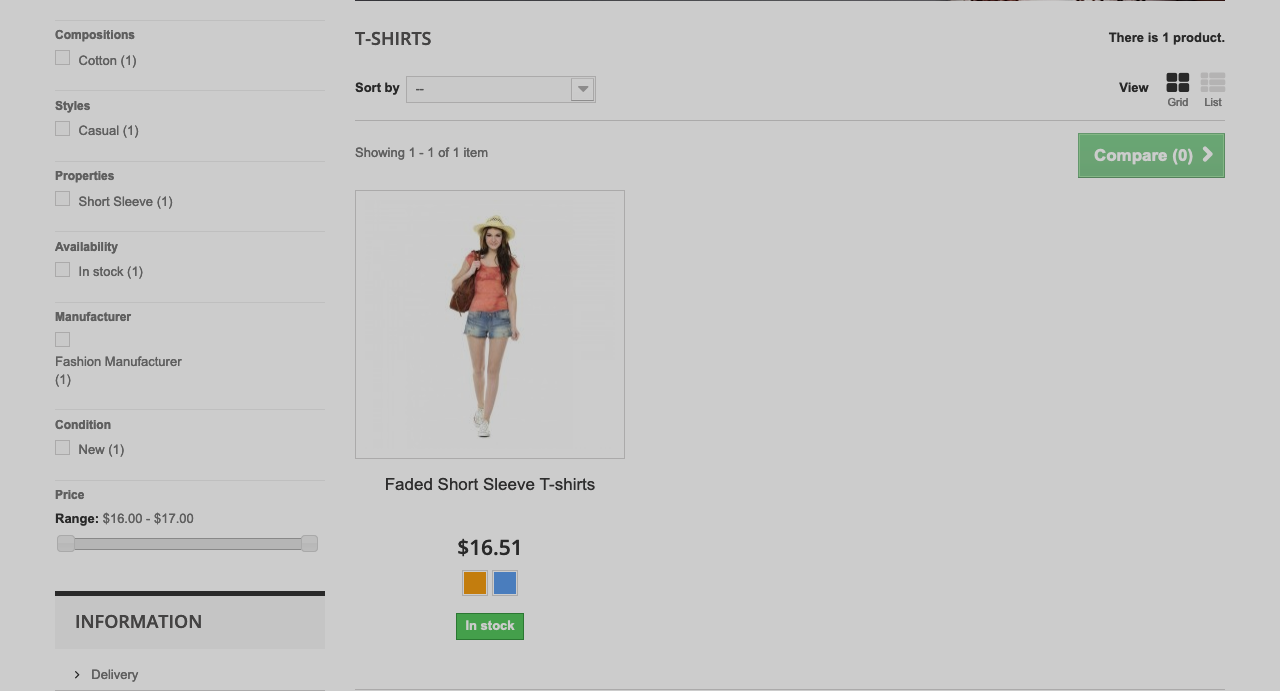 Compositions
Cotton (1)
Styles
Casual (1)
Properties
Short Sleeve (1)
Availability
In stock (1)
Manufacturer
Fashion Manufacturer
(1)
Condition
New (1)
Price
Range: $16.00 - $17.00
INFORMATION
Delivery
T-SHIRTS
There is 1 product.
Sort by
--
View
Grid
List
Showing 1 - 1 of 1 item
Compare (0)
Faded Short Sleeve T-shirts
$16.51
In stock